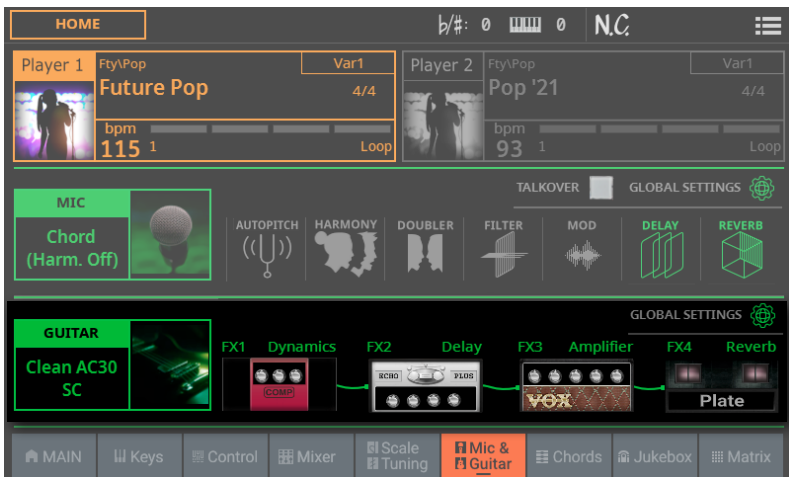 HOME
♭/#: 0 0 N.C.
Player 1 Fty\Pop Var1
Future Pop 4/4
bpm
115 1 Loop
Player 2 Fty\Pop Var1
Pop '21 4/4
bpm
93 1 Loop
TALKOVER GLOBAL SETTINGS
MIC
Chord
(Harm. Off)
AUTOPITCH HARMONY DOUBLER FILTER MOD DELAY REVERB
GLOBAL SETTINGS
GUITAR
Clean AC30
SC
FX1 Dynamics FX2 Delay FX3 Amplifier FX4 Reverb
COMP
ECHO PLUS
VOX
Plate
MAIN Keys Control Mixer Scale Tuning Mic & Guitar Chords Jukebox Matrix